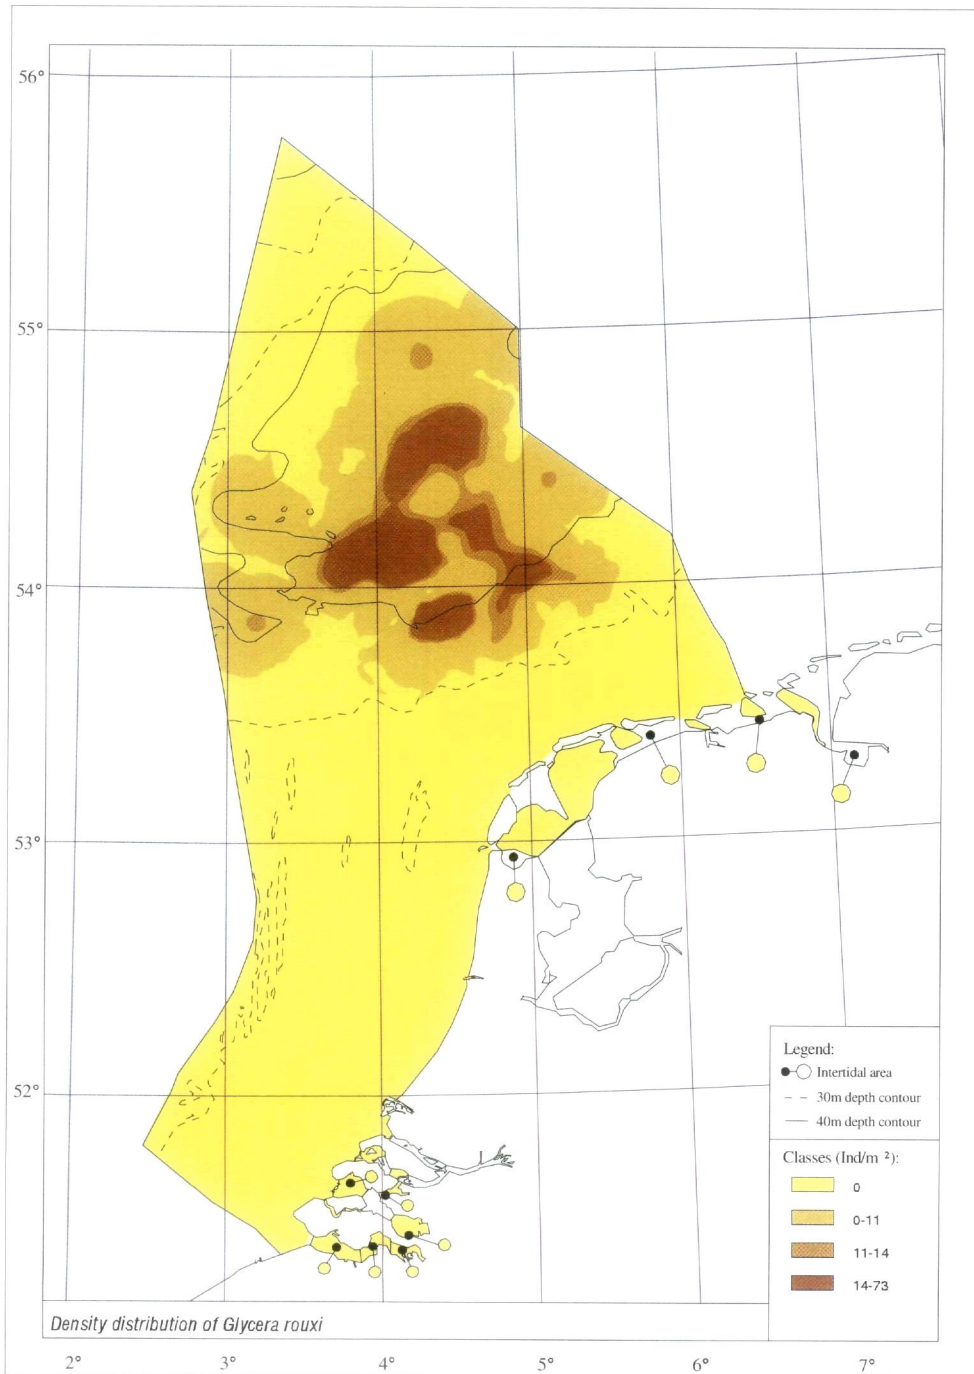 56°
55°
54°
53°
52°
Legend:
Intertidal area
30m depth contour
40m depth contour
Classes (Ind/m ²):
0
0-11
11-14
14-73
Density distribution of Glycera rouxi
2°
3°
4°
5°
6°
7°